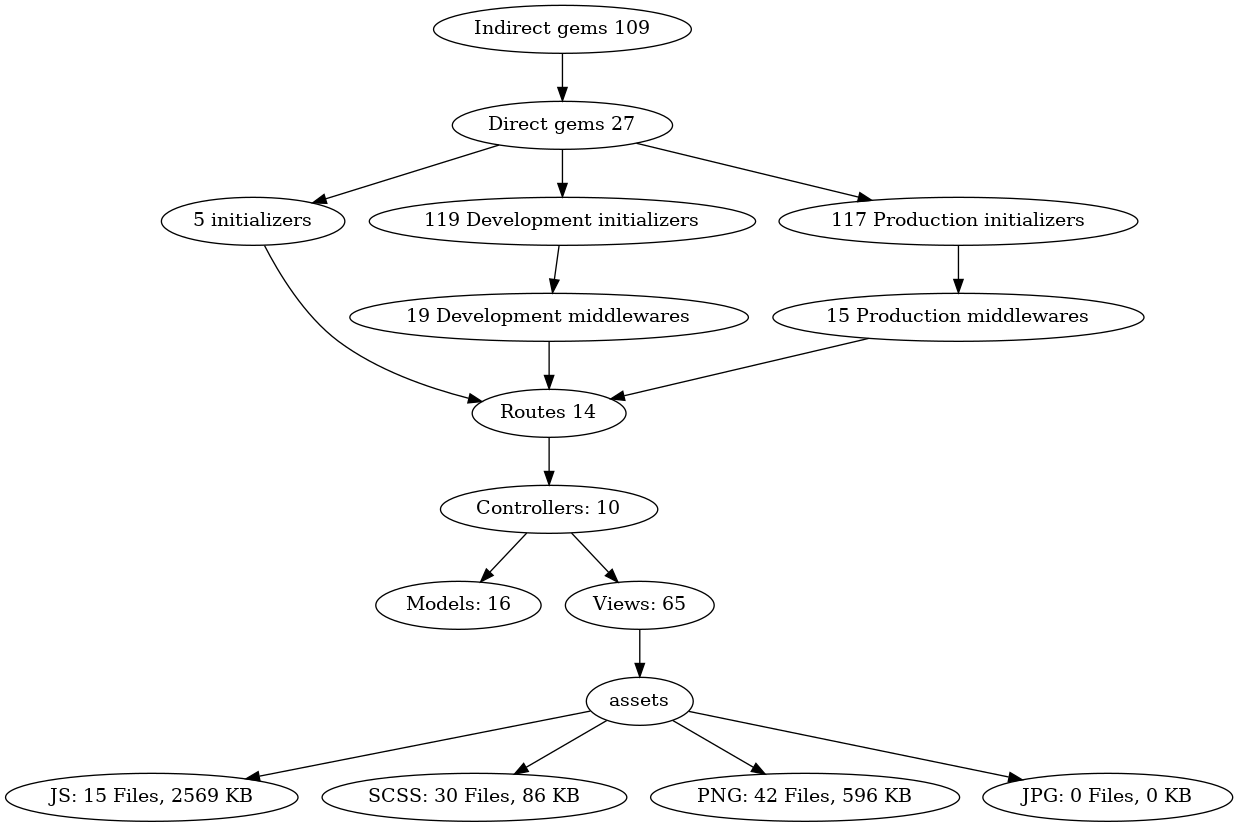 Indirect gems 109
Direct gems 27
5 initializers
119 Development initializers
117 Production initializers
19 Development middlewares
15 Production middlewares
Routes 14
Controllers: 10
Models: 16
Views: 65
assets
JS: 15 Files, 2569 KB
SCSS: 30 Files, 86 KB
PNG: 42 Files, 596 KB
JPG: 0 Files, 0 KB